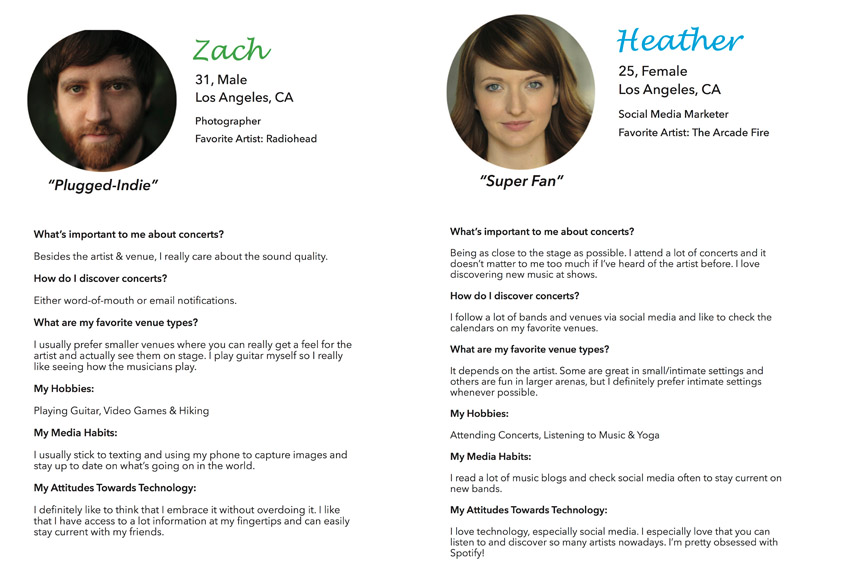 Zach
31, Male
Los Angeles, CA
Photographer
Favorite Artist: Radiohead
“Plugged-Indie”
What’s important to me about concerts?
Besides the artist & venue, I really care about the sound quality.
How do I discover concerts?
Either word-of-mouth or email notifications.
What are my favorite venue types?
I usually prefer smaller venues where you can really get a feel for the
artist and actually see them on stage. I play guitar myself so I really
like seeing how the musicians play.
My Hobbies:
Playing Guitar, Video Games & Hiking
My Media Habits:
I usually stick to texting and using my phone to capture images and
stay up to date on what’s going on in the world.
My Attitudes Towards Technology:
I definitely like to think that I embrace it without overdoing it. I like
that I have access to a lot information at my fingertips and can easily
stay current with my friends.
Heather
25, Female
Los Angeles, CA
Social Media Marketer
Favorite Artist: The Arcade Fire
“Super Fan”
What’s important to me about concerts?
Being as close to the stage as possible. I attend a lot of concerts and it
doesn’t matter to me too much if I’ve heard of the artist before. I love
discovering new music at shows.
How do I discover concerts?
I follow a lot of bands and venues via social media and like to check the
calendars on my favorite venues.
What are my favorite venue types?
It depends on the artist. Some are great in small/intimate settings and
others are fun in larger arenas, but I definitely prefer intimate settings
whenever possible.
My Hobbies:
Attending Concerts, Listening to Music & Yoga
My Media Habits:
I read a lot of music blogs and check social media often to stay current on
new bands.
My Attitudes Towards Technology:
I love technology, especially social media. I especially love that you can
listen to and discover so many artists nowadays. I’m pretty obsessed with
Spotify!